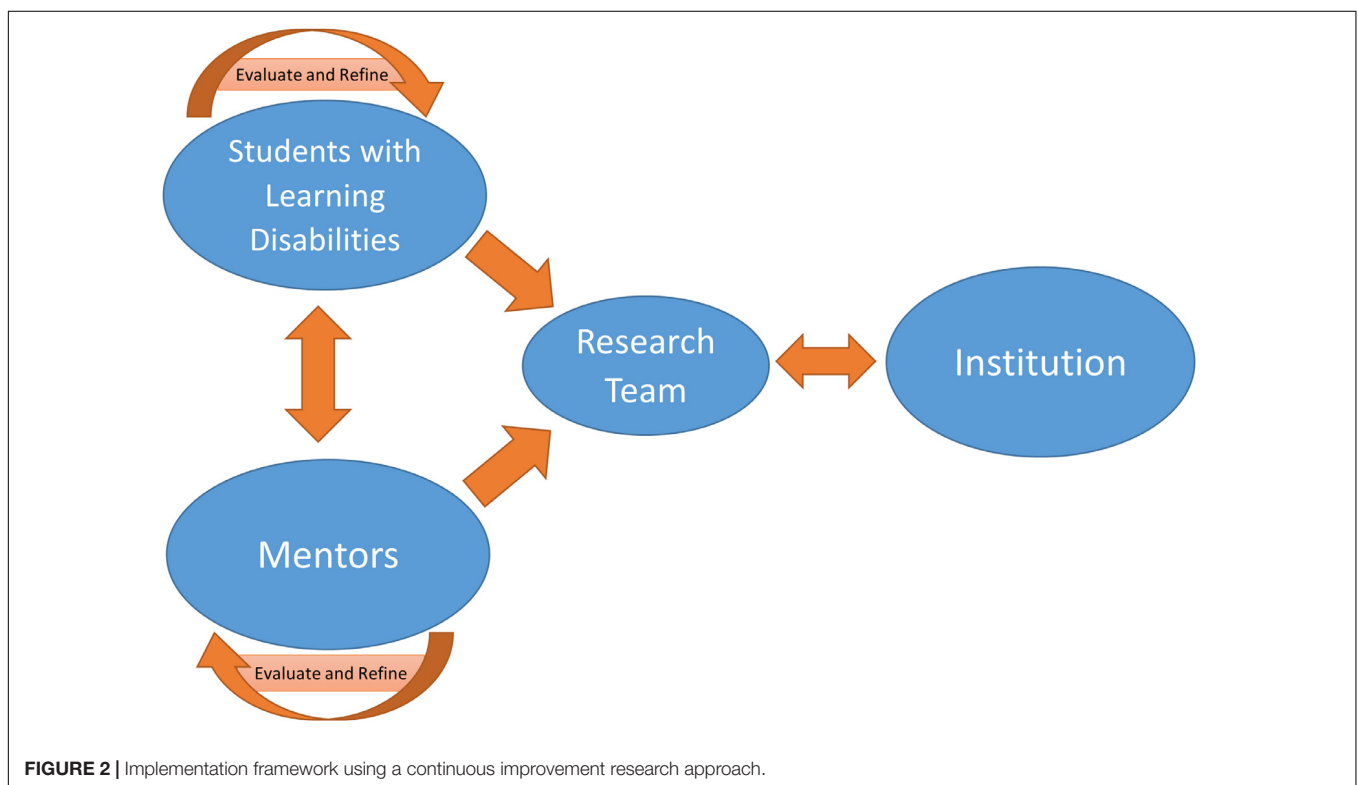 Evaluate and Refine
Students with
Learning
Disabilities
Research
Team
Institution
Mentors
Evaluate and Refine
FIGURE 2 | Implementation framework using a continuous improvement research approach.